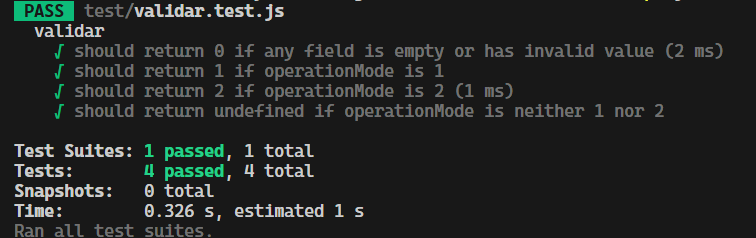 PASS test/validar.test.js
validar
√ should return 0 if any field is empty or has invalid value (2 ms)
√ should return 1 if operationMode is 1
√ should return 2 if operationMode is 2 (1 ms)
√ should return undefined if operationMode is neither 1 nor 2
Test Suites: 1 passed, 1 total
Tests: 4 passed, 4 total
Snapshots: 0 total
Time: 0.326 s, estimated 1 s
Ran all test suites.